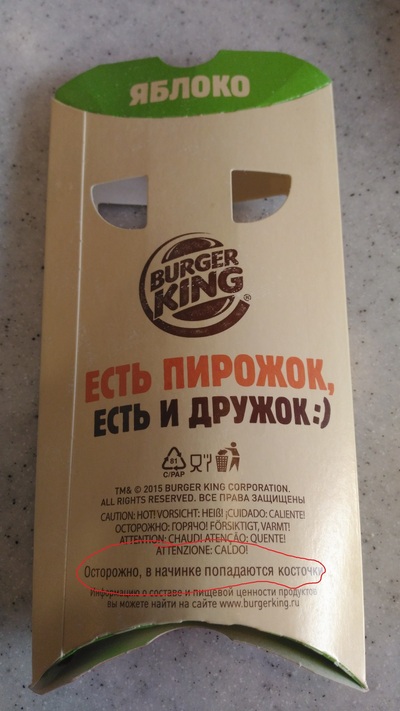 ЯБЛОКО
BURGER
KING®
ЕСТЬ ПИРОЖОК,
ЕСТЬ И ДРУЖОК:)
81
C/PAP
TM& © 2015 BURGER KING CORPORATION.
ALL RIGHTS RESERVED. ВСЕ ПРАВА ЗАЩИЩЕНЫ
CAUTION: HOT! VORSICHT: HEIß! ¡CUIDADO: CALIENTE!
ОСТОРОЖНО: ГОРЯЧО! FÖRSIKTIGT, VARMT!
ATTENTION: CHAUD! ATENÇÃO: QUENTE!
ATTENZIONE: CALDO!
Осторожно, в начинке попадаются косточки
Информацию о составе и пищевой ценности продуктов
вы можете найти на сайте www.burgerking.ru